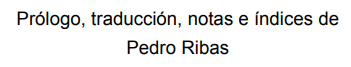 Prólogo, traducción, notas e índices de
Pedro Ribas